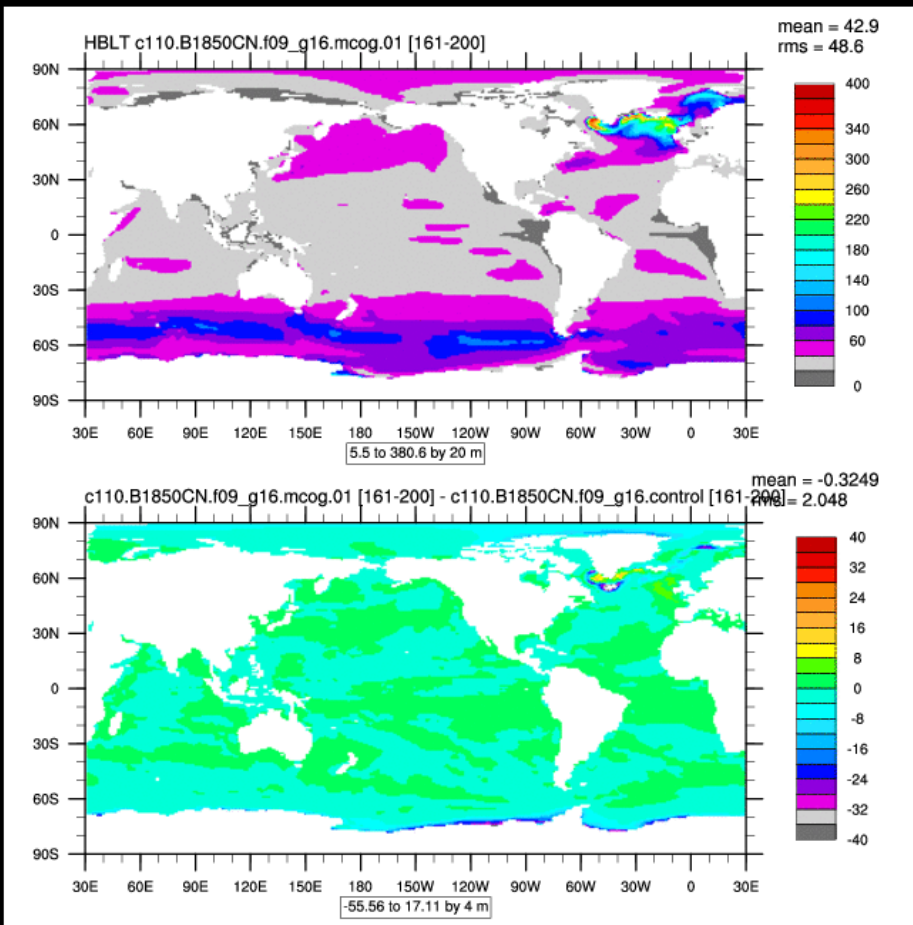 mean = 42.9
HBLT c110.B1850CN.f09_g16.mcog.01 [161-200]
rms = 48.6
90N
60N
30N
0
30S
60S
90S
30E 60E 90E 120E 150E 180 150W 120W 90W 60W 30W 0 30E
5.5 to 380.6 by 20 m
400
340
300
260
220
180
140
100
60
0
mean = -0.3249
c110.B1850CN.f09_g16.mcog.01 [161-200] - c110.B1850CN.f09_g16.control [161-200]
rms = 2.048
90N
60N
30N
0
30S
60S
90S
30E 60E 90E 120E 150E 180 150W 120W 90W 60W 30W 0 30E
-55.56 to 17.11 by 4 m
40
32
24
16
8
0
-8
-16
-24
-32
-40